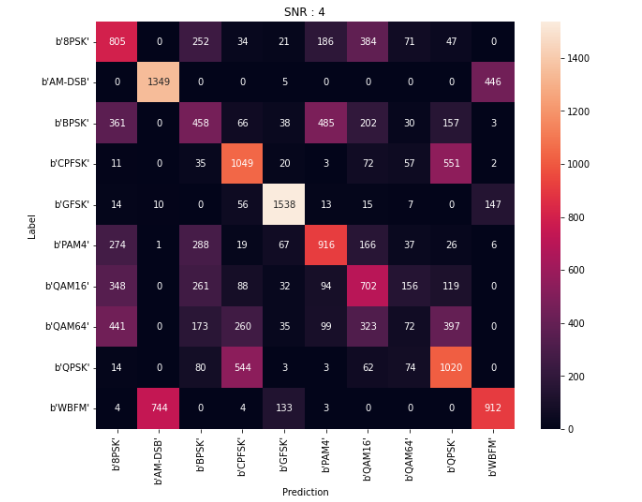 SNR : 4
b'8PSK' 805 0 252 34 21 186 384 71 47 0
b'AM-DSB' 0 1349 0 0 5 0 0 0 0 446
b'BPSK' 361 0 458 66 38 485 202 30 157 3
b'CPFSK' 11 0 35 1049 20 3 72 57 551 2
b'GFSK' 14 10 0 56 1538 13 15 7 0 147
b'PAM4' 274 1 288 19 67 916 166 37 26 6
b'QAM16' 348 0 261 88 32 94 702 156 119 0
b'QAM64' 441 0 173 260 35 99 323 72 397 0
b'QPSK' 14 0 80 544 3 3 62 74 1020 0
b'WBFM' 4 744 0 4 133 3 0 0 0 912
b'8PSK' b'AM-DSB' b'BPSK' b'CPFSK' b'GFSK' b'PAM4' b'QAM16' b'QAM64' b'QPSK' b'WBFM'
Prediction
Label
1400
1200
1000
800
600
400
200
0